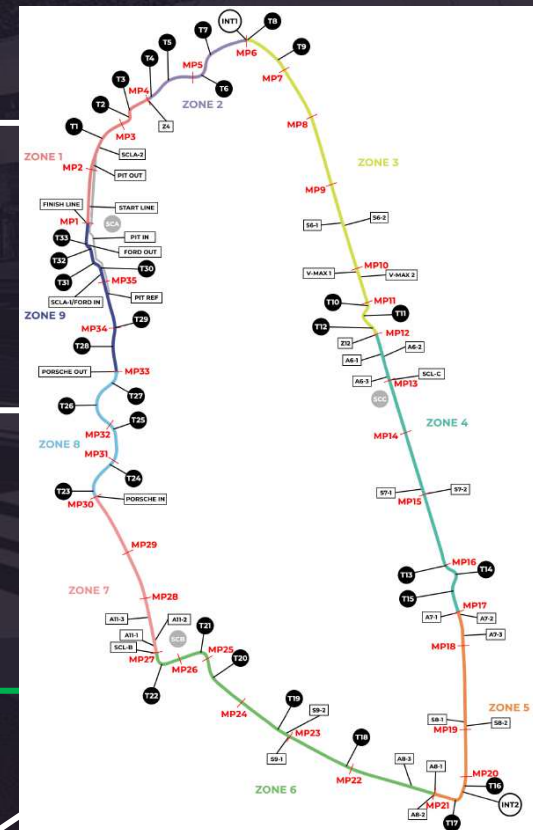 INT1
T8
T7
T5
T4
T9
MP6
MP5
MP7
T3
MP4
T6
T2
ZONE 2
MP3
Z4
MP8
T1
SCLA-2
ZONE 1
MP2
PIT OUT
ZONE 3
MP9
FINISH LINE
START LINE
MP1
SCA
S6-1
S6-2
T33
PIT IN
T32
FORD OUT
T30
MP10
V-MAX 1
V-MAX 2
T31
MP35
SCLA-1/FORD IN
PIT REF
T10
MP11
ZONE 9
T29
T11
MP34
T12
MP12
T28
Z12
A6-2
A6-1
PORSCHE OUT
MP33
A6-3
MP13
SCL-C
T27
SCC
T26
T25
ZONE 4
MP32
MP14
ZONE 8
MP31
T24
T23
S7-1
S7-2
MP30
PORSCHE IN
MP15
MP29
MP16
T13
T14
ZONE 7
MP28
T15
MP17
A11-3
A11-2
A7-1
A7-2
A11-1
SCB
T21
A7-3
SCL-B
MP25
MP18
MP27
MP26
T20
T22
T19
MP24
S9-2
S8-1
ZONE 5
S8-2
MP23
MP19
T18
S9-1
A8-3
A8-1
MP20
MP22
T16
ZONE 6
A8-2
MP21
INT2
T17